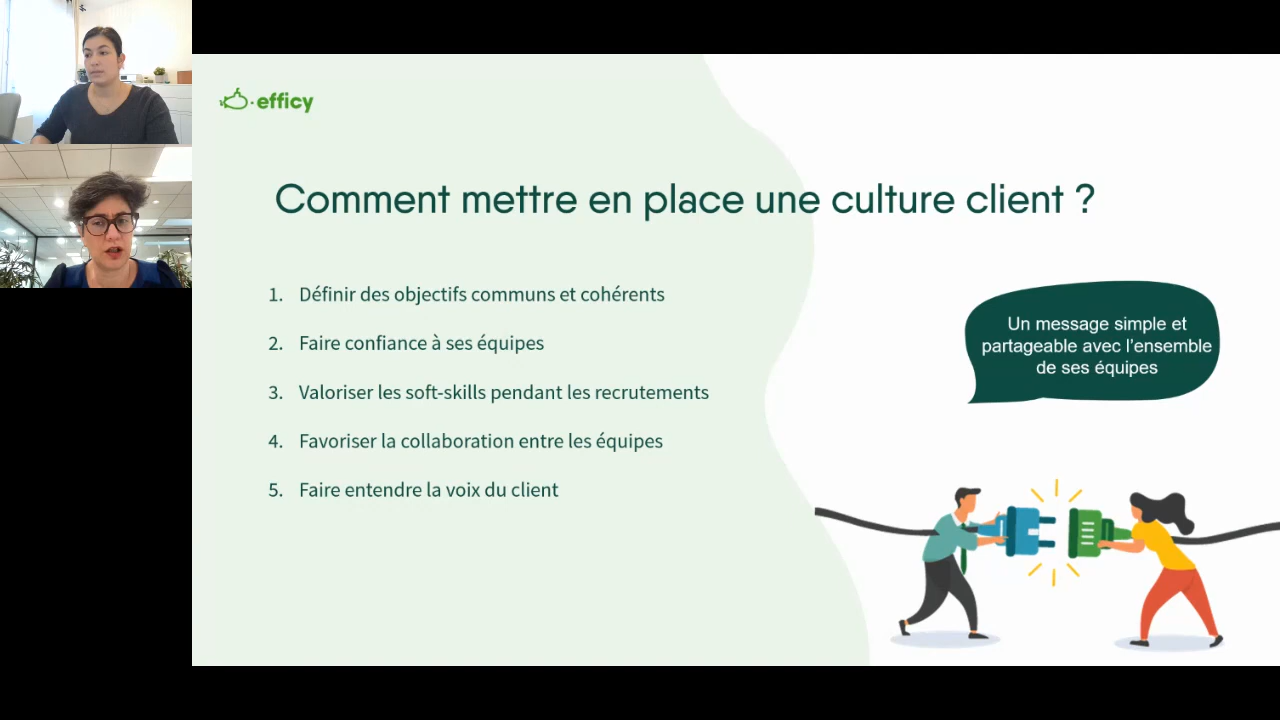 efficy
Comment mettre en place une culture client ?
1. Définir des objectifs communs et cohérents
2. Faire confiance à ses équipes
3. Valoriser les soft-skills pendant les recrutements
4. Favoriser la collaboration entre les équipes
5. Faire entendre la voix du client
Un message simple et
partageable avec l'ensemble
de ses équipes